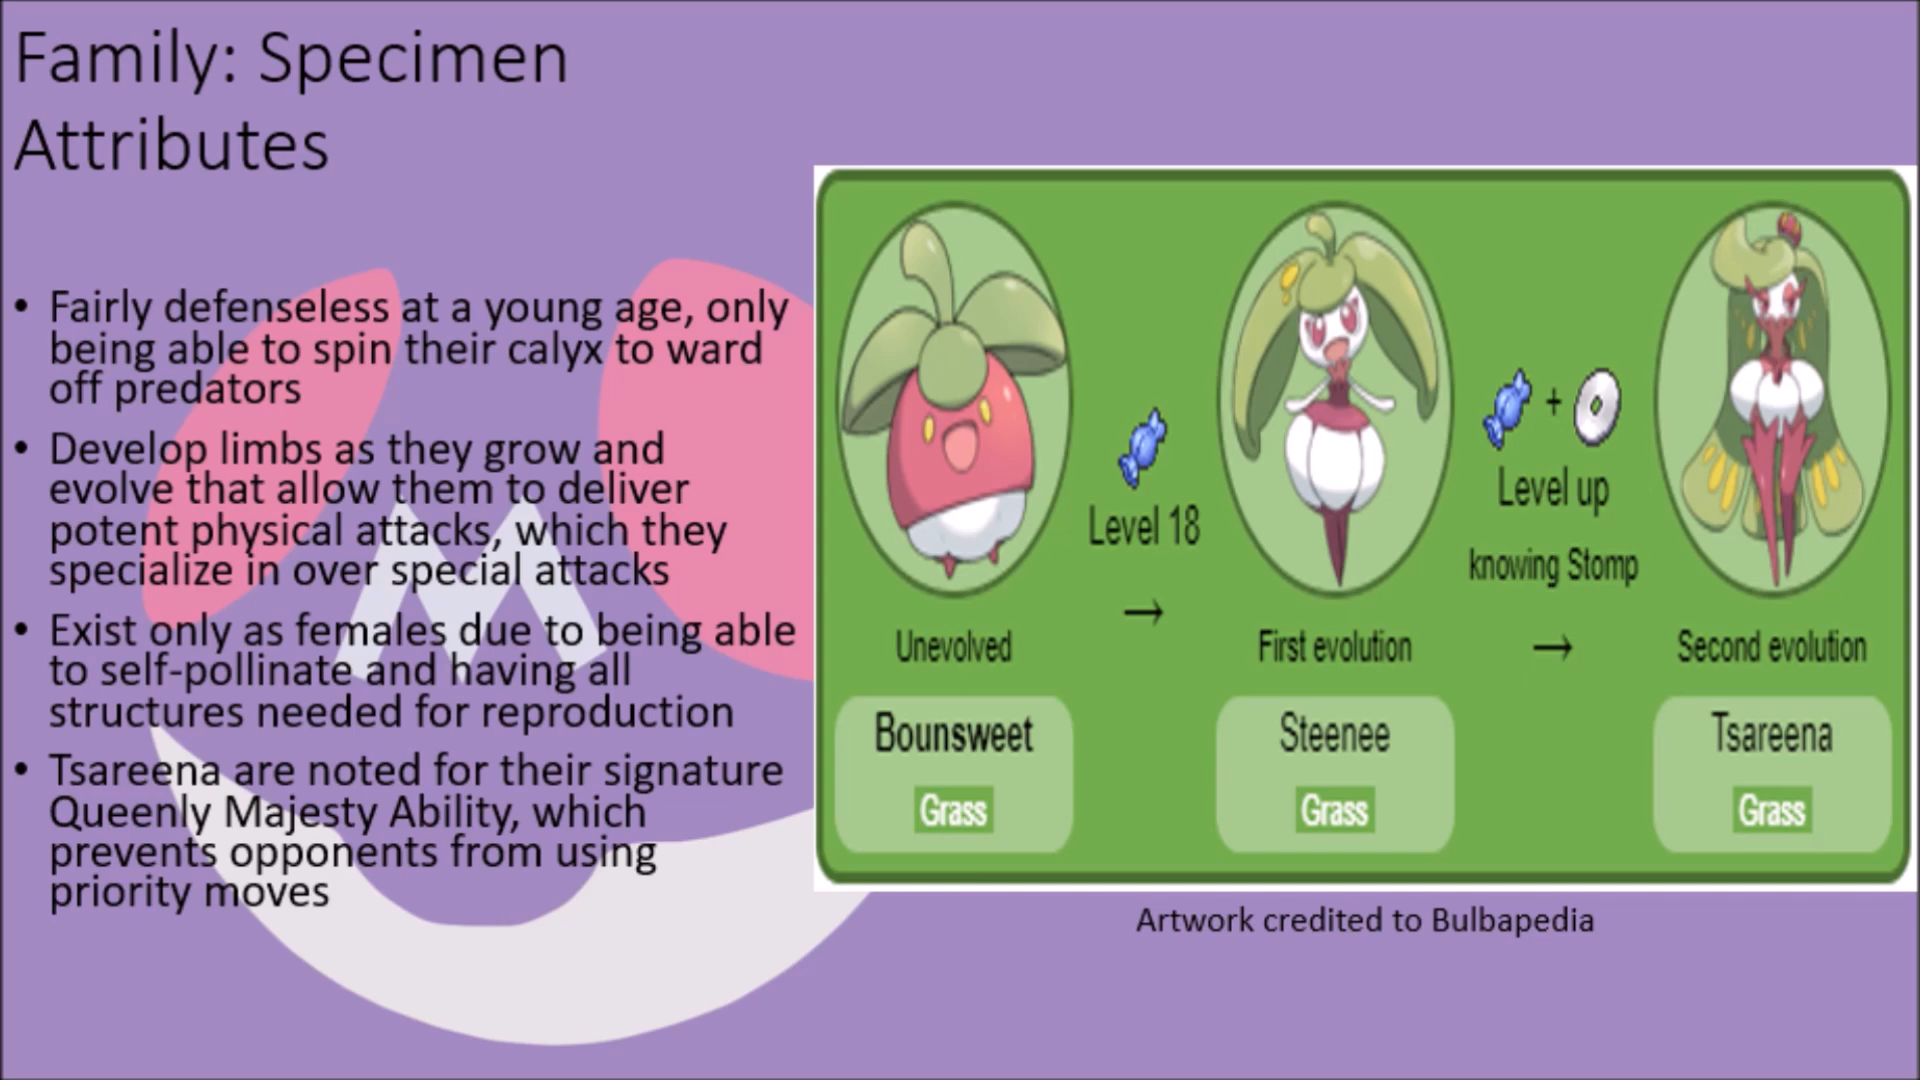 Family: Specimen
Attributes
• Fairly defenseless at a young age, only
being able to spin their calyx to ward
off predators
• Develop limbs as they grow and
evolve that allow them to deliver
potent physical attacks, which they
specialize in over special attacks
• Exist only as females due to being able
to self-pollinate and having all
structures needed for reproduction
• Tsareena are noted for their signature
Queenly Majesty Ability, which
prevents opponents from using
priority moves
M
Level 18
→
+
Level up
knowing Stomp
→
Unevolved
First evolution
Second evolution
Bounsweet
Steenee
Tsareena
Grass
Grass
Grass
Artwork credited to Bulbapedia